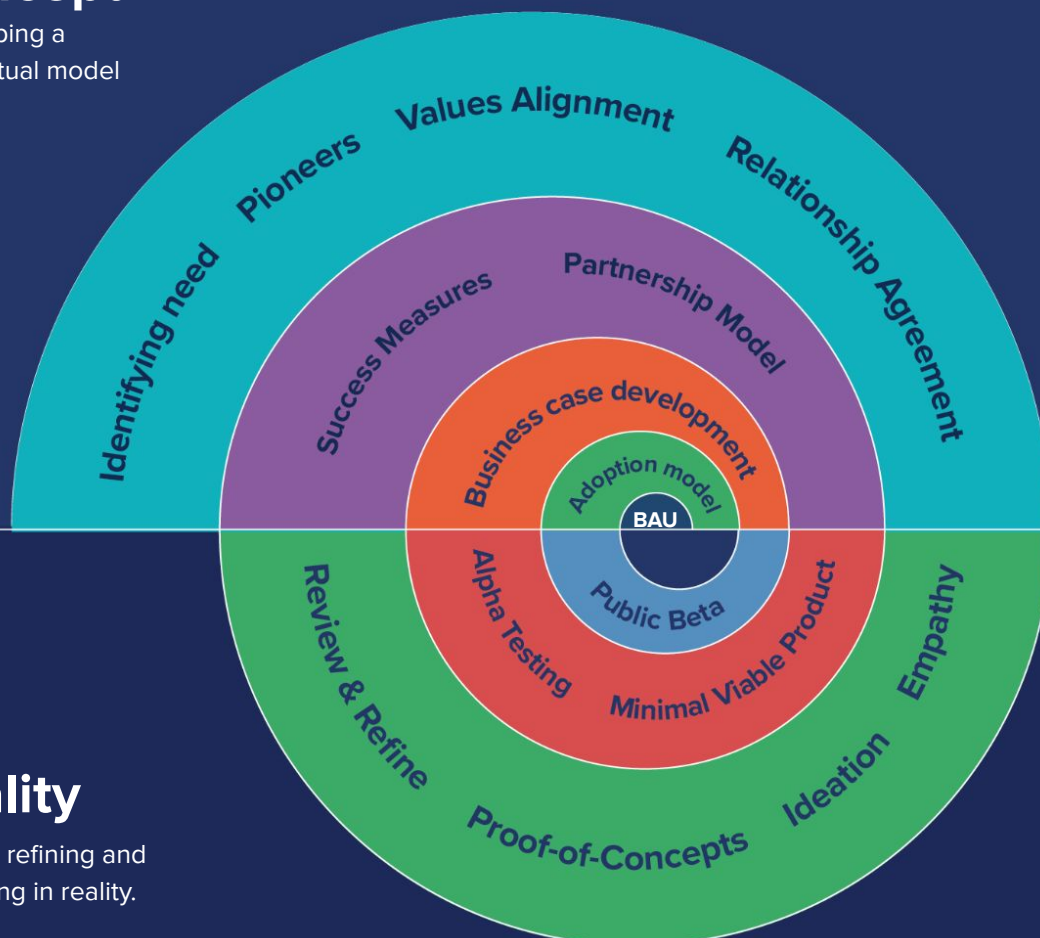 ping a
tual model
Identifying need
Pioneers
Values Alignment
Relationship Agreement
Success Measures
Partnership Model
Business case development
Adoption model
BAU
Public Beta
Alpha Testing
Minimal Viable Product
Review & Refine
Proof-of-Concepts
Ideation
Empathy
lity
refining and
ng in reality.